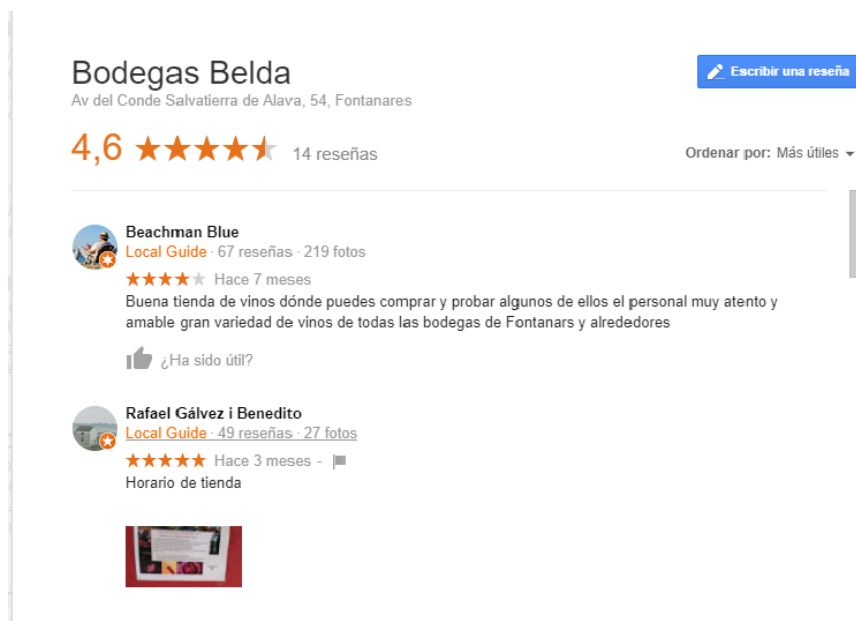 Bodegas Belda
Escribir una reseña
Av del Conde Salvatierra de Alava, 54, Fontanares
4,6 14 reseñas
Ordenar por: Más útiles
Beachman Blue
Local Guide · 67 reseñas · 219 fotos
Hace 7 meses
Buena tienda de vinos dónde puedes comprar y probar algunos de ellos el personal muy atento y
amable gran variedad de vinos de todas las bodegas de Fontanars y alrededores
¿Ha sido útil?
Rafael Gálvez i Benedito
Local Guide · 49 reseñas · 27 fotos
Hace 3 meses -
Horario de tienda